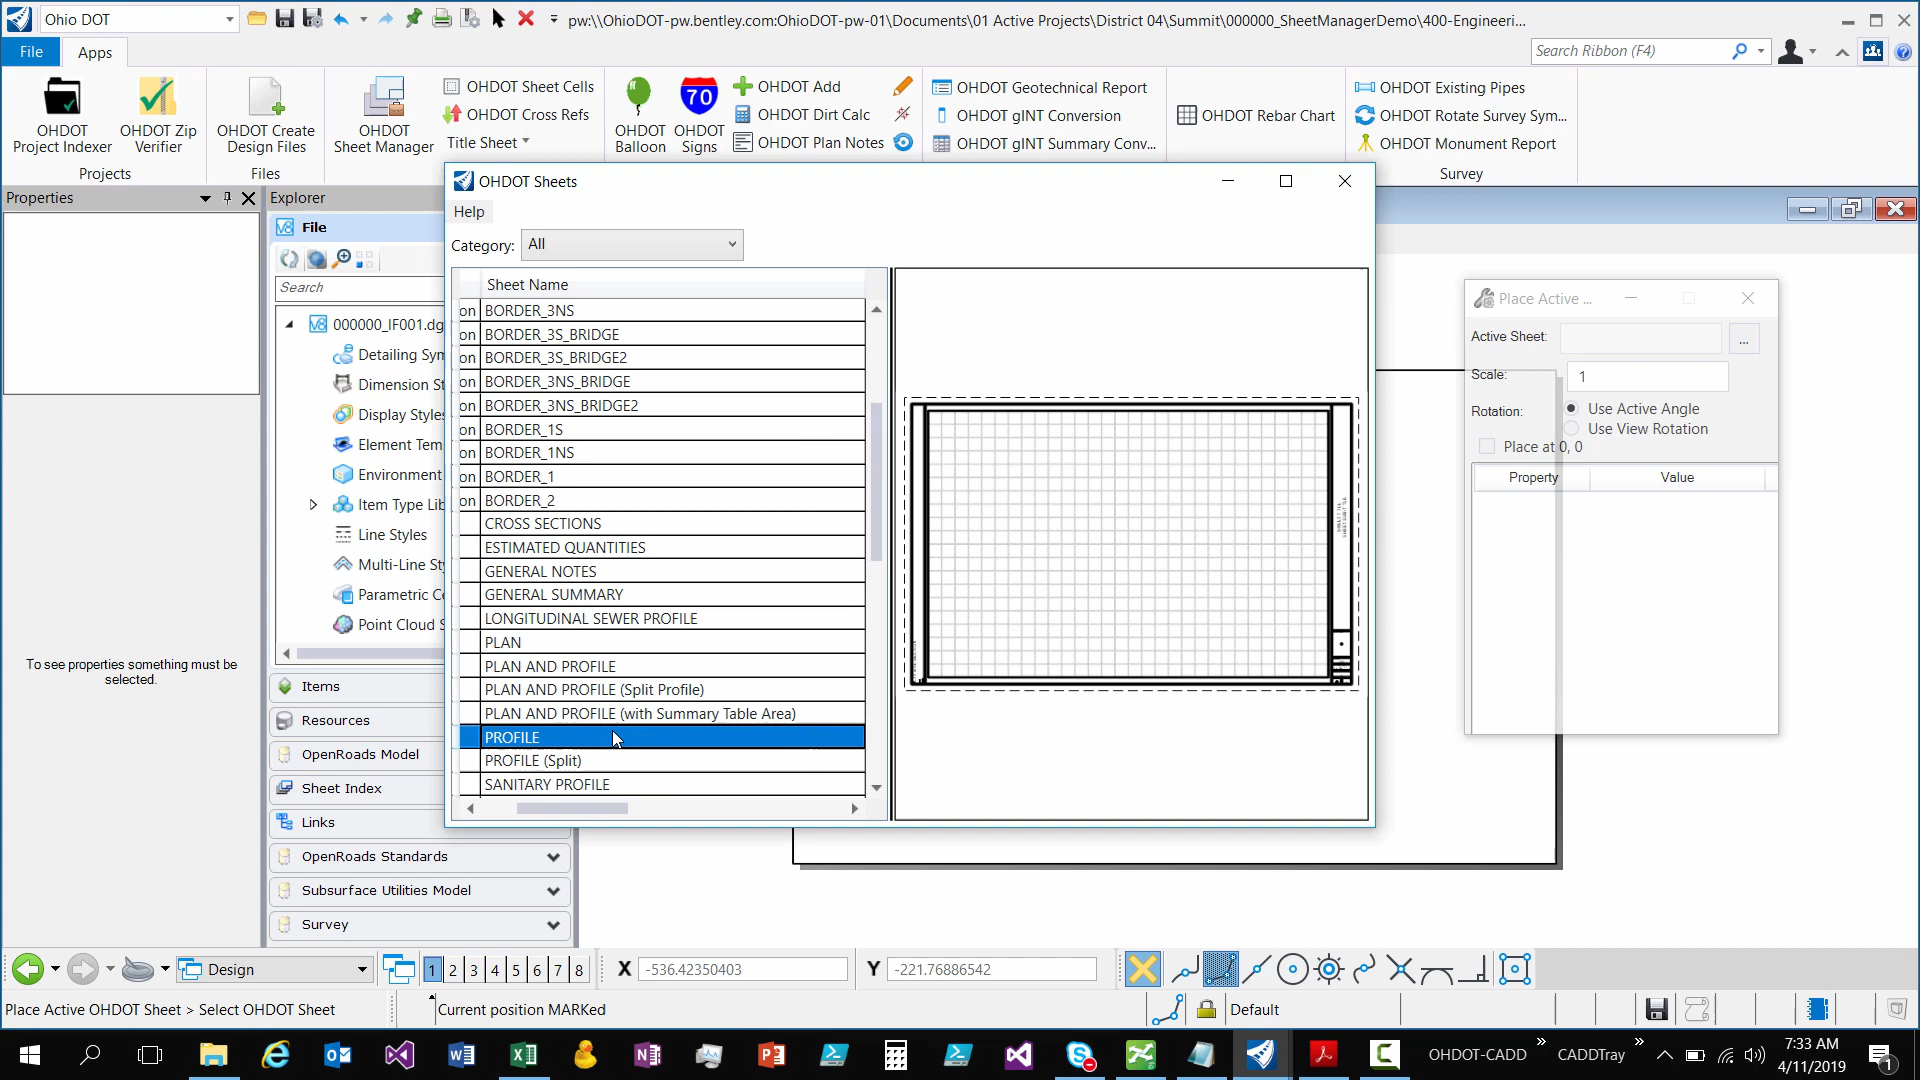 Ohio DOT
pw:\\OhioDOT-pw.bentley.com:OhioDOT-pw-01\Documents\01 Active Projects\District 04\Summit\000000_SheetManagerDemo\400-Engineeri...
File
Apps
Search Ribbon (F4)
OHDOT
Project Indexer
OHDOT Zip
Verifier
Projects
OHDOT Create
Design Files
Files
OHDOT
Sheet Manager
OHDOT Sheet Cells
OHDOT Cross Refs
Title Sheet
OHDOT
Balloon
70
OHDOT
Signs
OHDOT Add
OHDOT Dirt Calc
OHDOT Plan Notes
OHDOT Geotechnical Report
OHDOT gINT Conversion
OHDOT gINT Summary Conv...
OHDOT Rebar Chart
OHDOT Existing Pipes
OHDOT Rotate Survey Sym...
OHDOT Monument Report
Survey
Properties
To see properties something must be
selected.
Explorer
File
Search
000000_IF001.dg
Detailing Sym
Dimension St
Display Styles
Element Tem
Environment
Item Type Lib
Line Styles
Multi-Line Sty
Parametric Ce
Point Cloud S
Items
Resources
OpenRoads Model
Sheet Index
Links
OpenRoads Standards
Subsurface Utilities Model
Survey
OHDOT Sheets
Help
Category: All
Sheet Name
on BORDER_3NS
on BORDER_3S_BRIDGE
on BORDER_3S_BRIDGE2
on BORDER_3NS_BRIDGE
on BORDER_3NS_BRIDGE2
on BORDER_1S
on BORDER_1NS
on BORDER_1
on BORDER_2
CROSS SECTIONS
ESTIMATED QUANTITIES
GENERAL NOTES
GENERAL SUMMARY
LONGITUDINAL SEWER PROFILE
PLAN
PLAN AND PROFILE
PLAN AND PROFILE (Split Profile)
PLAN AND PROFILE (with Summary Table Area)
PROFILE
PROFILE (Split)
SANITARY PROFILE
Place Active ...
Active Sheet: ...
Scale: 1
Rotation: Use Active Angle
Use View Rotation
Place at 0, 0
Property Value
Design
1 2 3 4 5 6 7 8
X -536.42350403
Y -221.76886542
Place Active OHDOT Sheet > Select OHDOT Sheet
Current position MARKed
Default
OHDOT-CADD
CADDTray
7:33 AM
4/11/2019
1